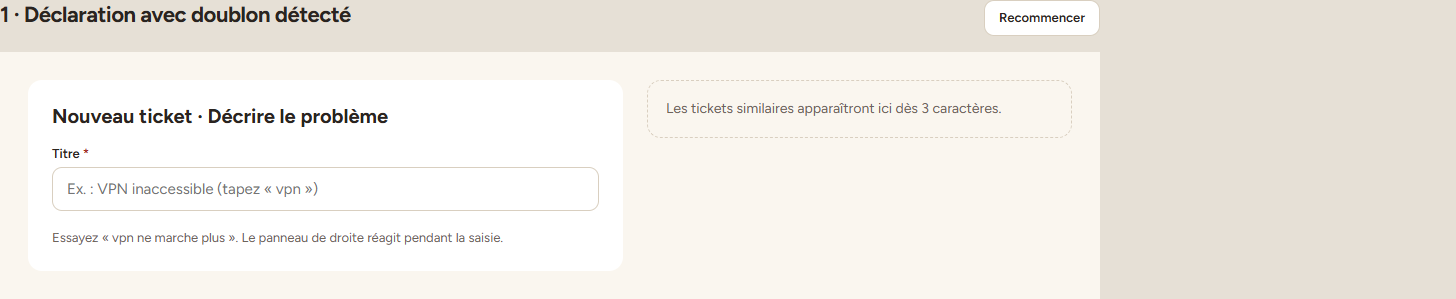 1 · Déclaration avec doublon détecté
Recommencer
Nouveau ticket · Décrire le problème
Titre *
Ex. : VPN inaccessible (tapez « vpn »)
Essayez « vpn ne marche plus ». Le panneau de droite réagit pendant la saisie.
Les tickets similaires apparaîtront ici dès 3 caractères.